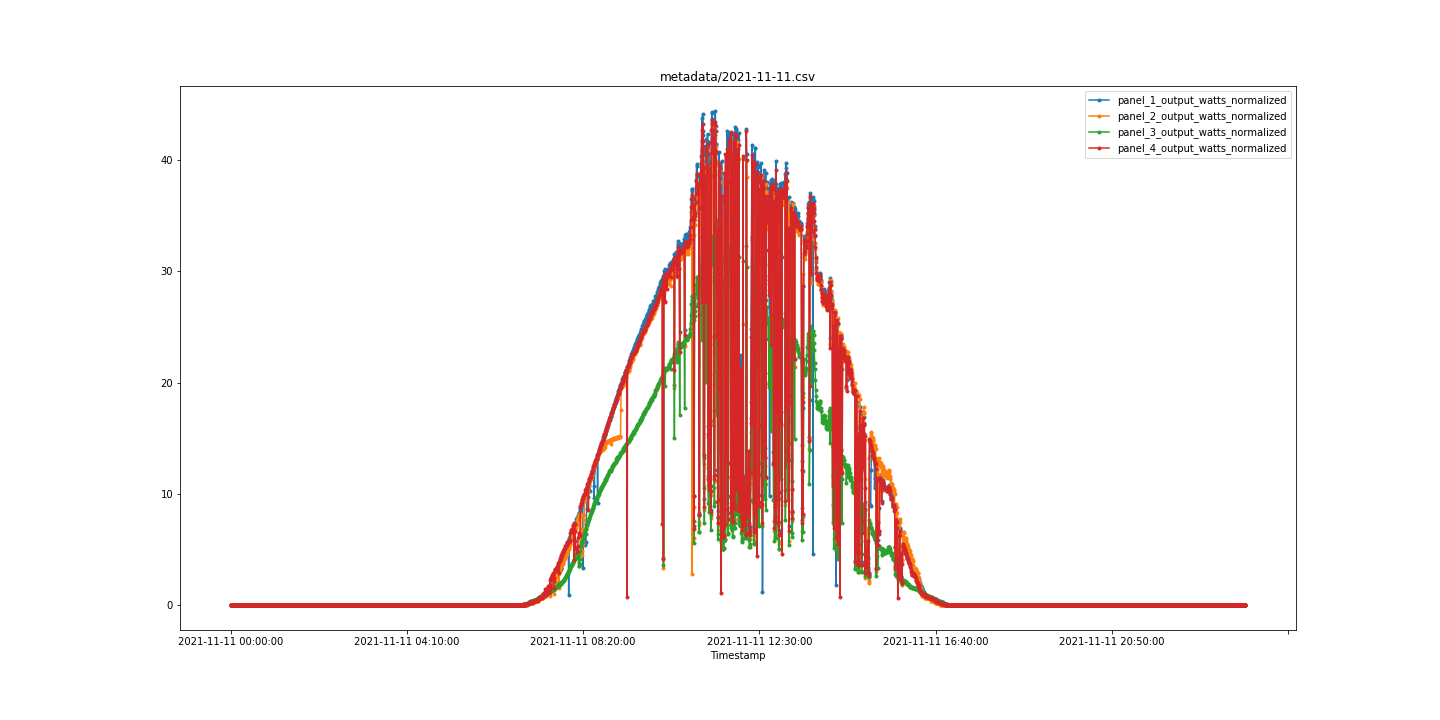 metadata/2021-11-11.csv
panel_1_output_watts_normalized
panel_2_output_watts_normalized
panel_3_output_watts_normalized
panel_4_output_watts_normalized
40
30
20
10
0
2021-11-11 00:00:00 2021-11-11 04:10:00 2021-11-11 08:20:00 2021-11-11 12:30:00 2021-11-11 16:40:00 2021-11-11 20:50:00
Timestamp